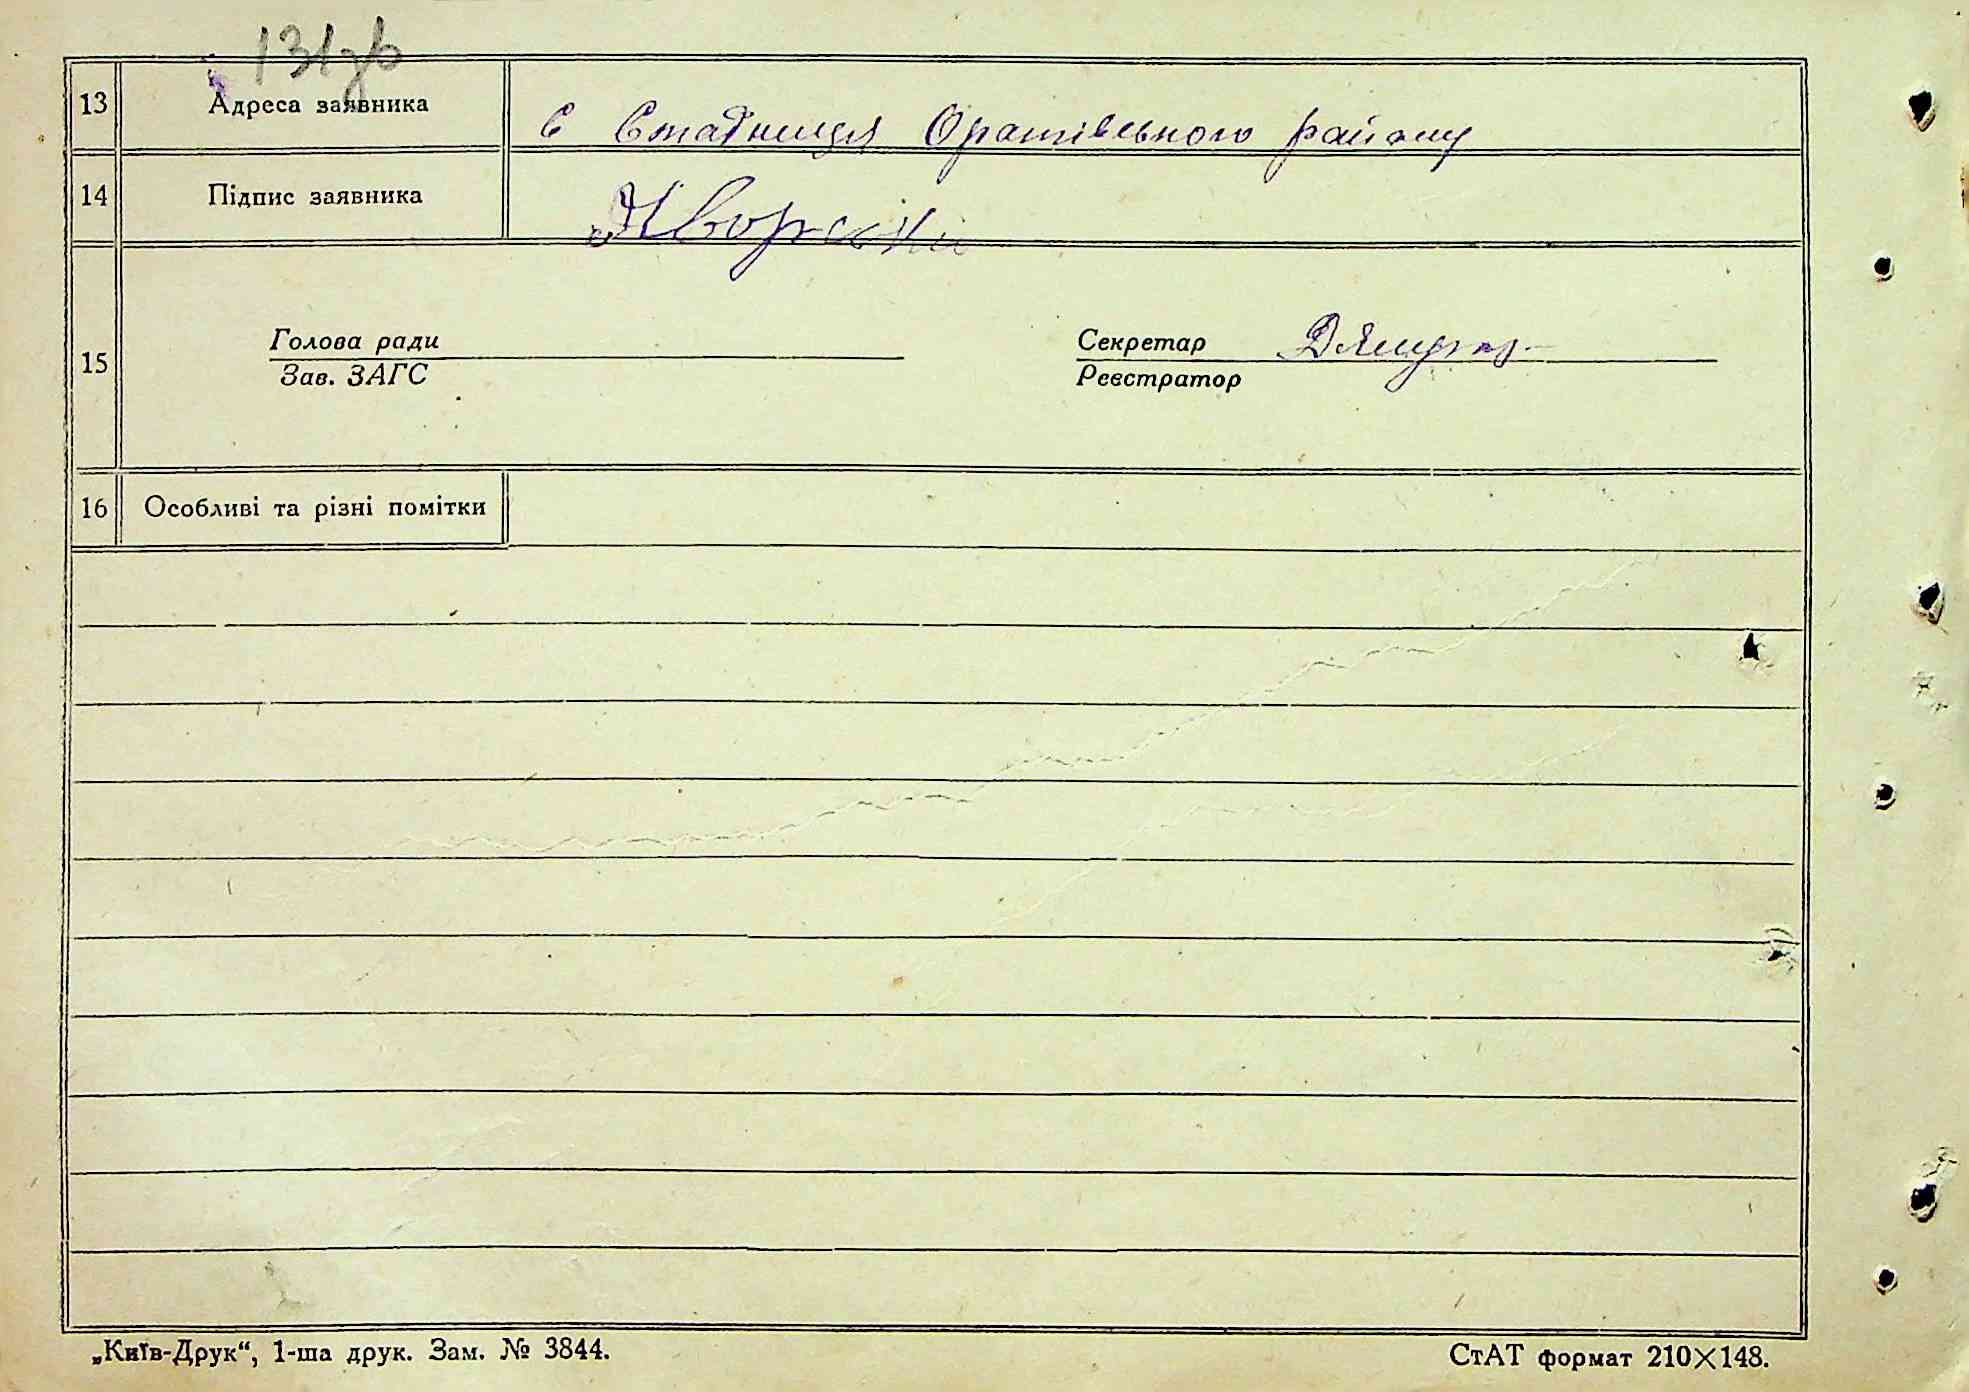 131зв
13 Адреса заявника с Стадниця Оратівського району
14 Підпис заявника Яворский
15 Голова ради Секретар
Зав. ЗАГС Реєстратор
16 Особливі та різні помітки
„Київ-Друк“, 1-ша друк. Зам. № 3844. СтАТ формат 210×148.